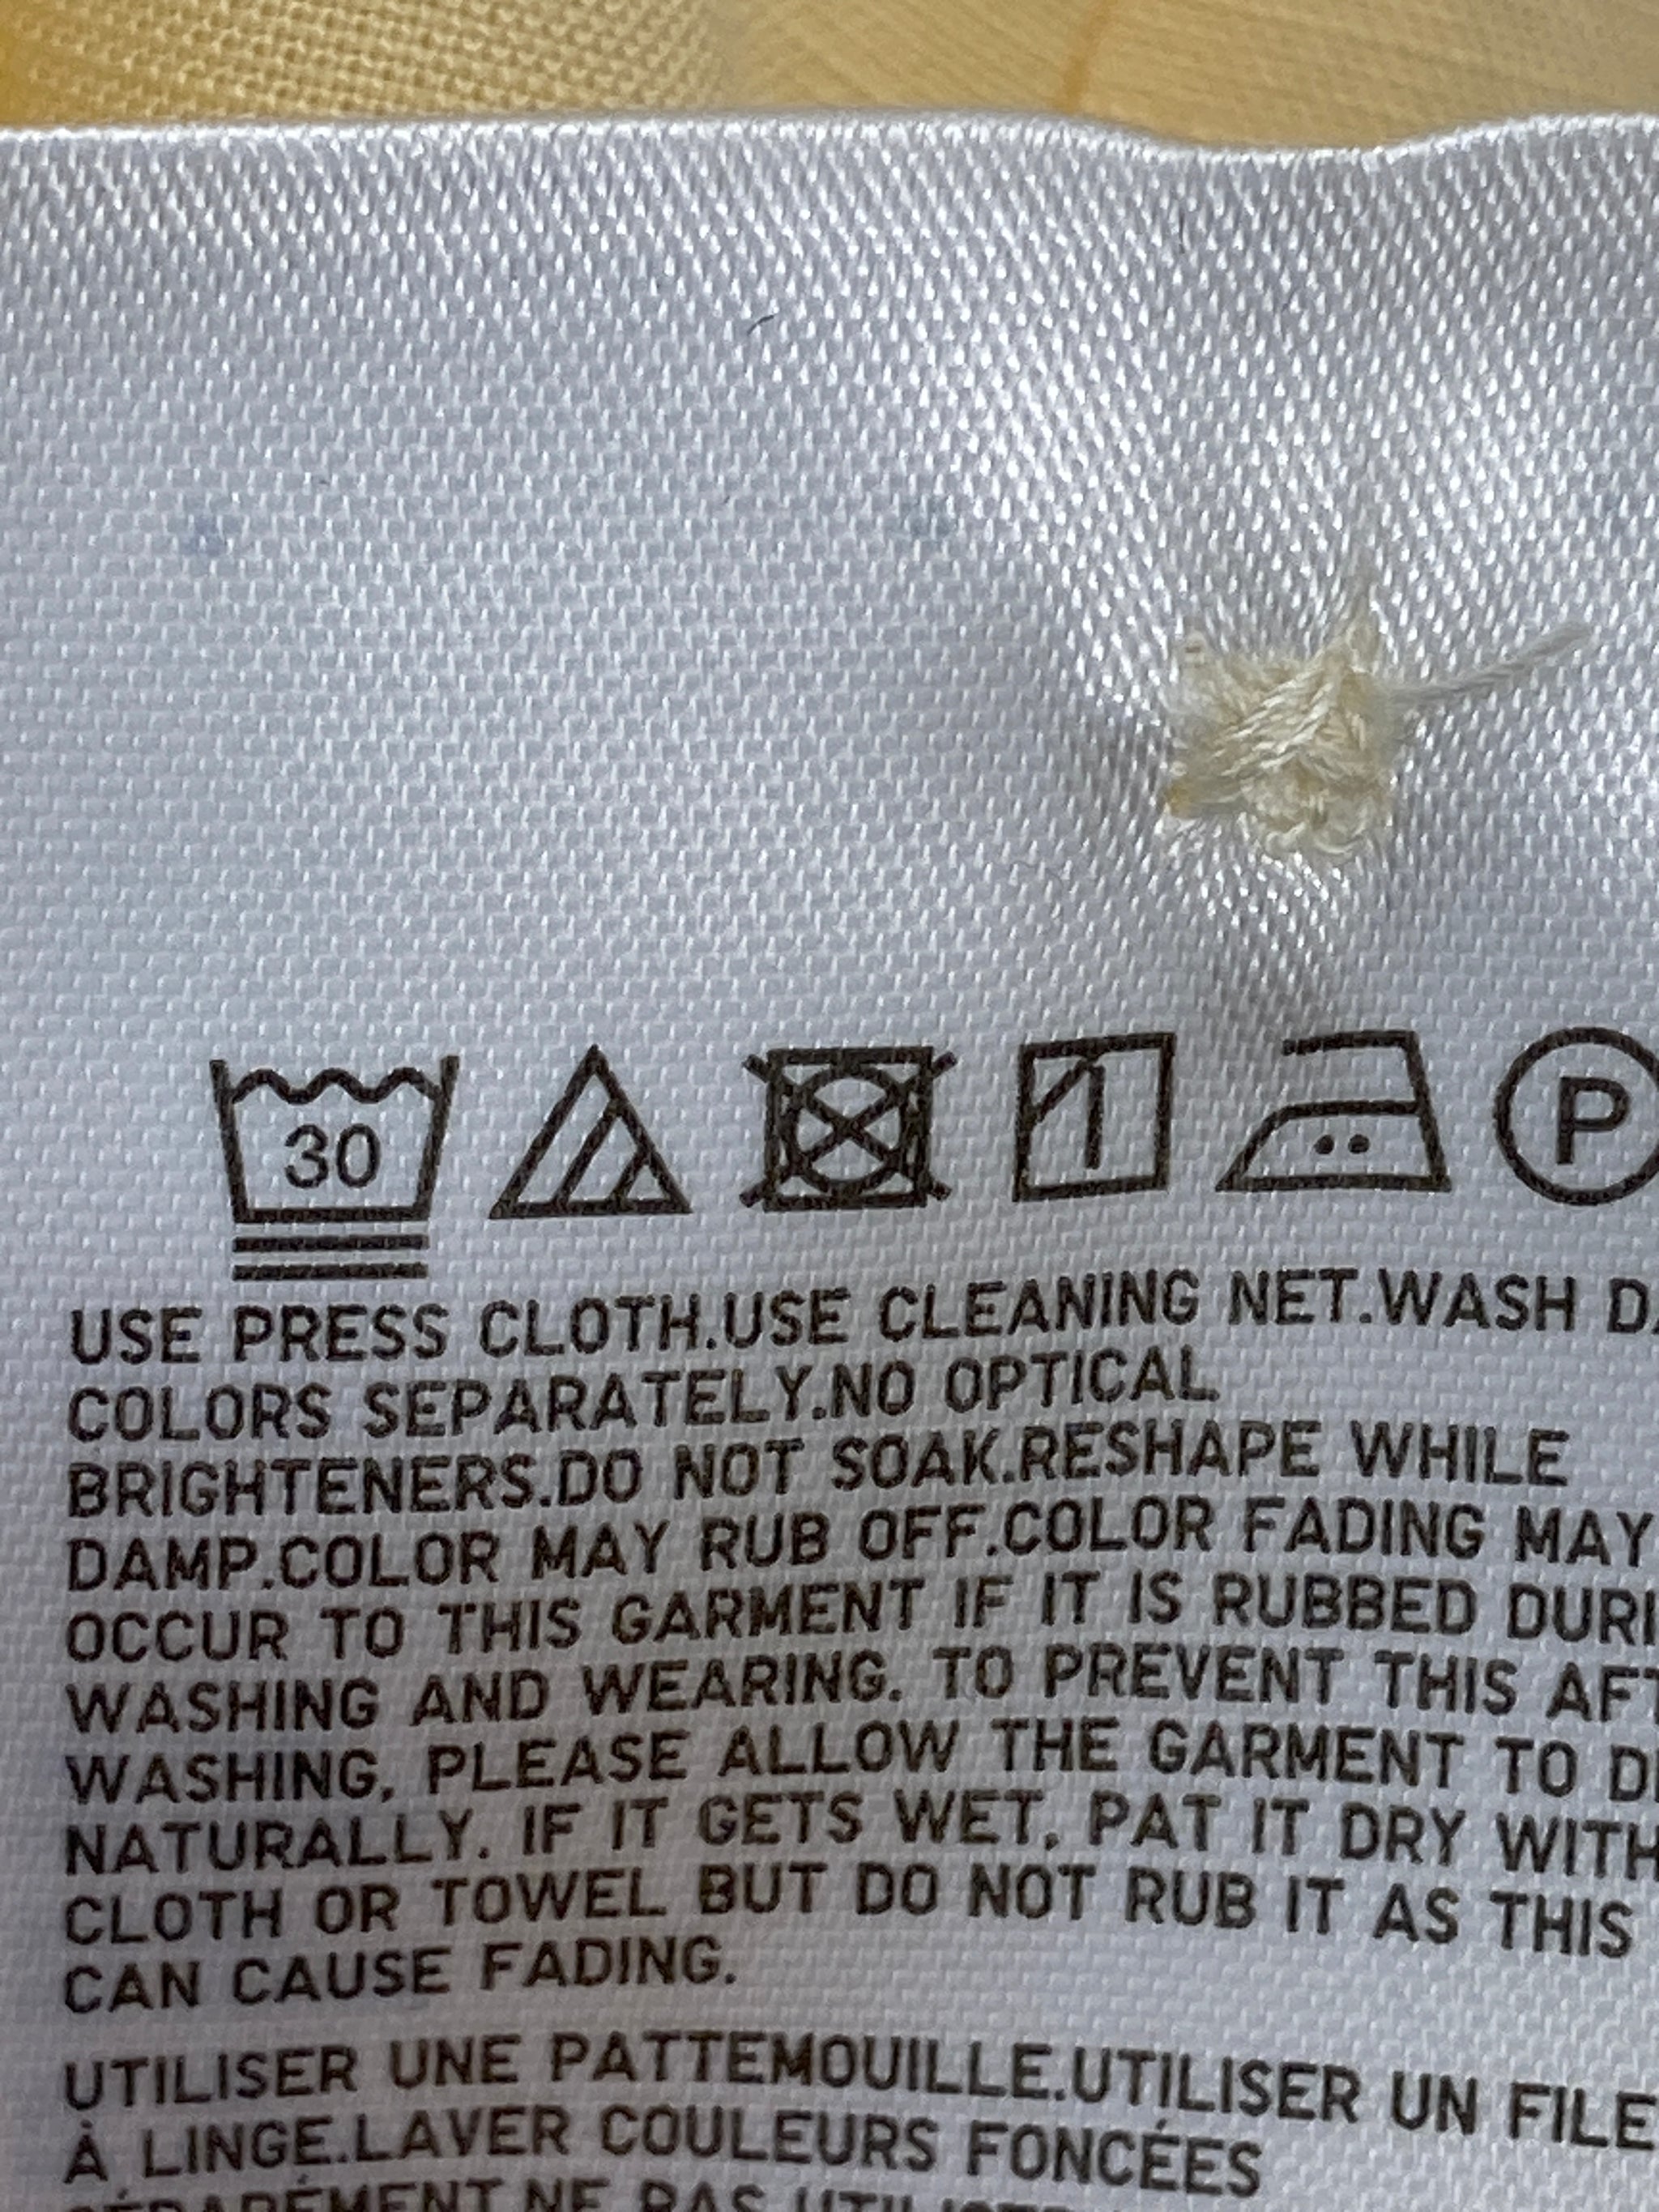 30 P
USE PRESS CLOTH.USE CLEANING NET.WASH
COLORS SEPARATELY.NO OPTICAL
BRIGHTENERS.DO NOT SOAK.RESHAPE WHILE
DAMP.COLOR MAY RUB OFF.COLOR FADING MAY
OCCUR TO THIS GARMENT IF IT IS RUBBED
WASHING AND WEARING. TO PREVENT THIS
WASHING, PLEASE ALLOW THE GARMENT TO
NATURALLY. IF IT GETS WET, PAT IT DRY WITH
CLOTH OR TOWEL BUT DO NOT RUB IT AS THIS
CAN CAUSE FADING.
UTILISER UNE PATTEMOUILLE.UTILISER UN
À LINGE.LAVER COULEURS FONCÉES
SÉPARÉMENT.NE PAS